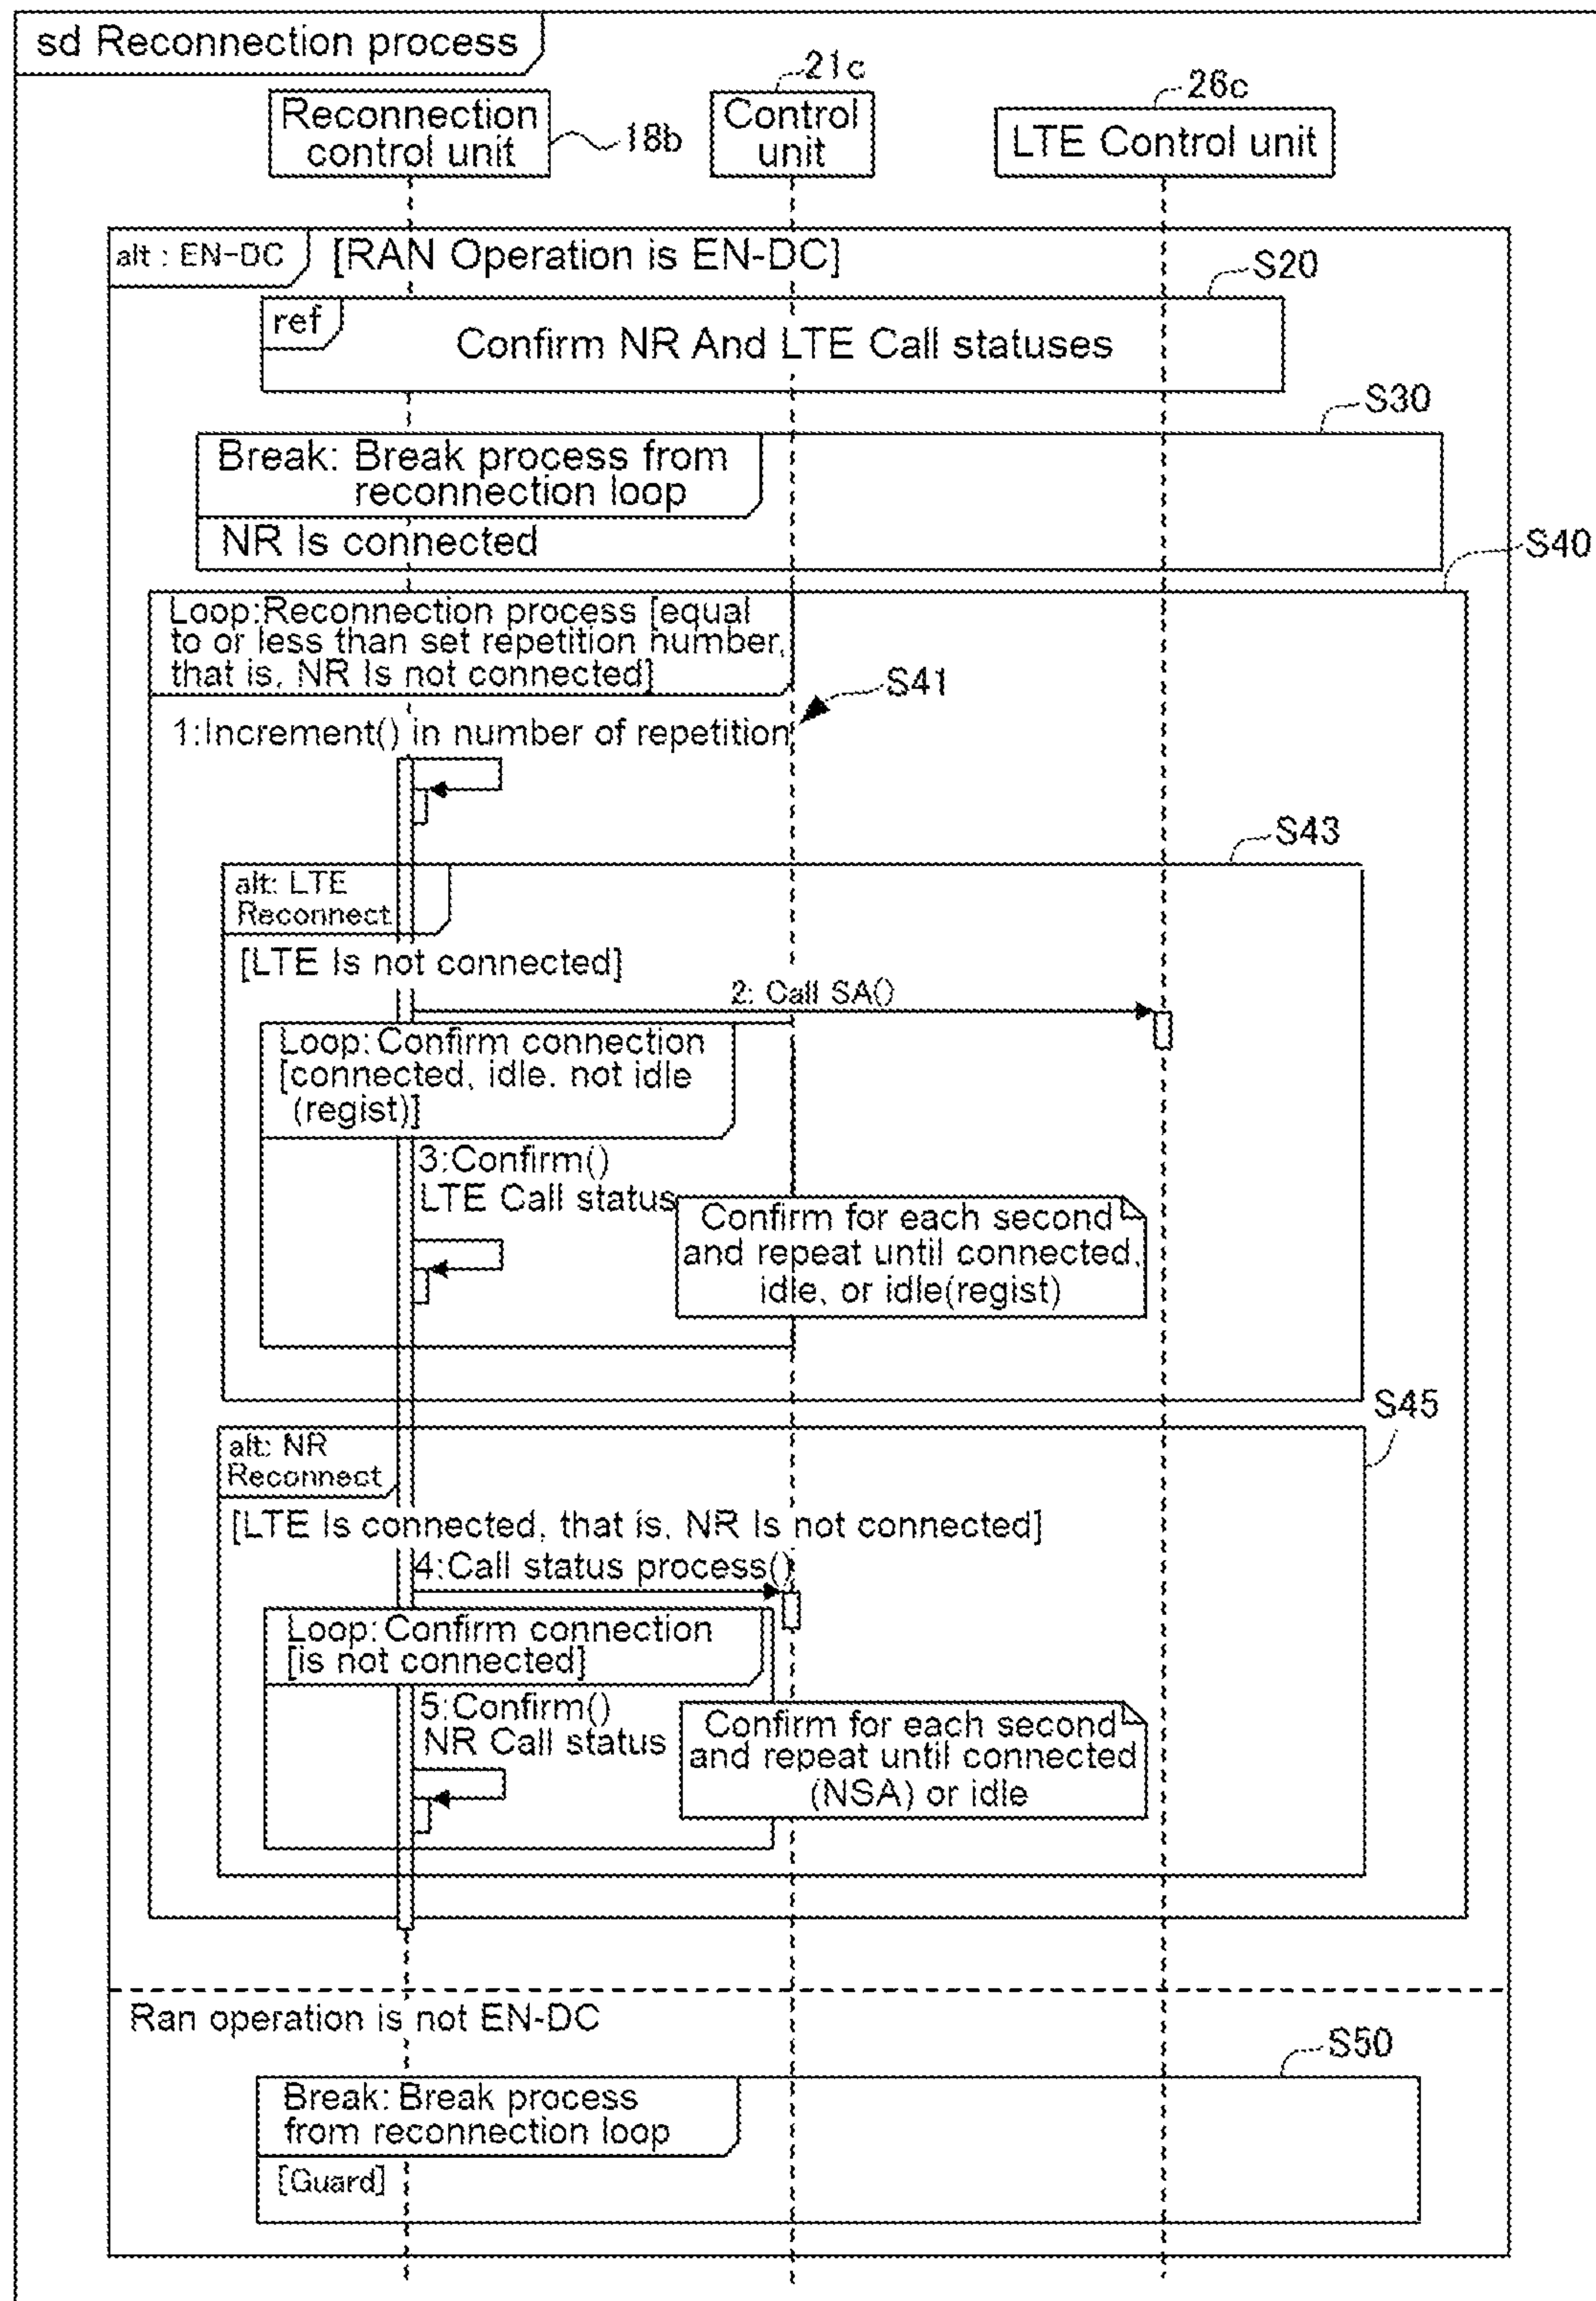 sd Reconnection process
21c
26c
Reconnection
control unit
18b
Control
unit
LTE Control unit
alt : EN-DC
[RAN Operation is EN-DC]
S20
ref
Confirm NR And LTE Call statuses
S30
Break: Break process from
reconnection loop
NR Is connected
S40
Loop:Reconnection process [equal
to or less than set repetition number,
that is, NR Is not connected]
S41
1:Increment() in number of repetition
S43
alt: LTE
Reconnect
[LTE Is not connected]
2: Call SA()
Loop: Confirm connection
[connected, idle. not idle
(regist)]
3:Confirm()
LTE Call status
Confirm for each second
and repeat until connected,
idle, or idle(regist)
S45
alt: NR
Reconnect
[LTE Is connected, that is, NR Is not connected]
4:Call status process()
Loop: Confirm connection
[is not connected]
5:Confirm()
NR Call status
Confirm for each second
and repeat until connected
(NSA) or idle
Ran operation is not EN-DC
S50
Break: Break process
from reconnection loop
[Guard]